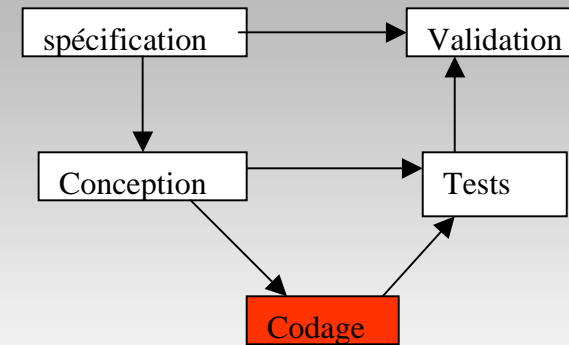 spécification
Validation
Conception
Tests
Codage